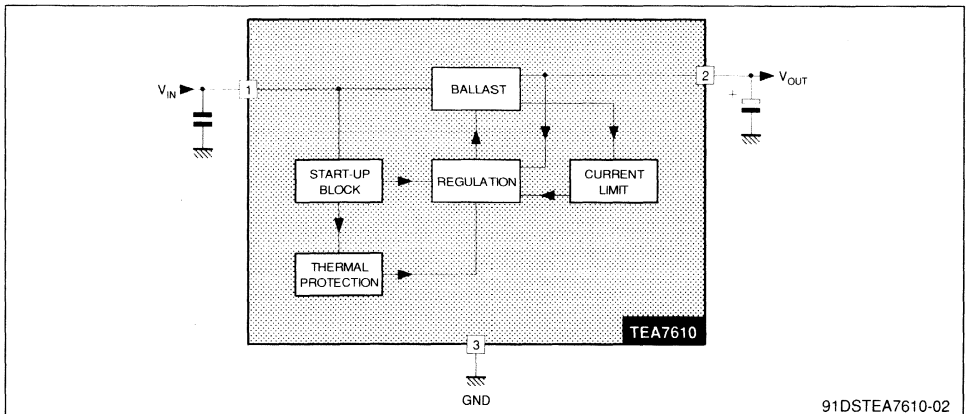 V_IN
1
BALLAST
2
V_OUT
+
START-UP
BLOCK
REGULATION
CURRENT
LIMIT
THERMAL
PROTECTION
TEA7610
3
GND
91DSTEA7610-02